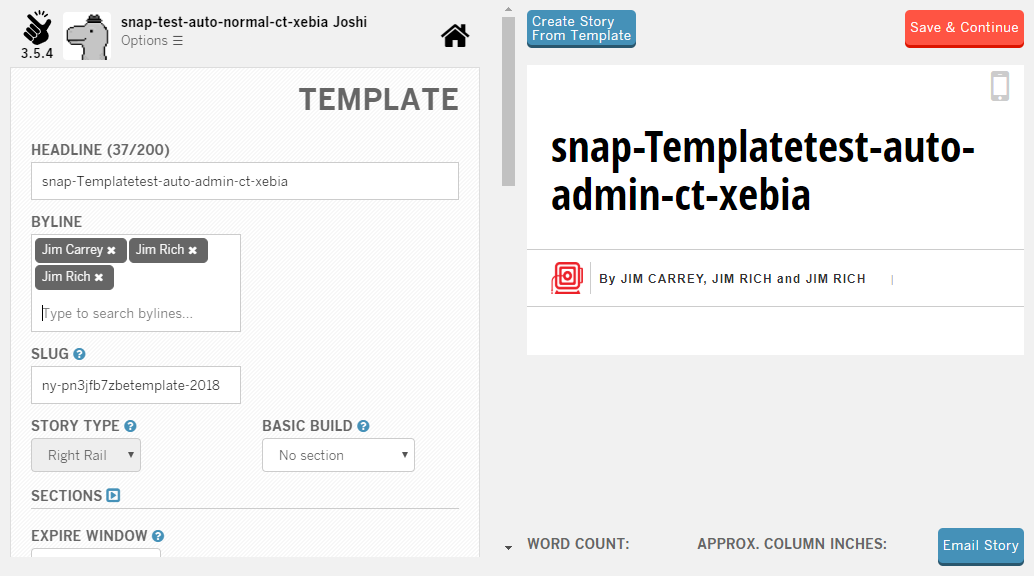 snap-test-auto-normal-ct-xebia Joshi
Options ☰
3.5.4
TEMPLATE
HEADLINE (37/200)
snap-Templatetest-auto-admin-ct-xebia
BYLINE
Jim Carrey ✖ Jim Rich ✖
Jim Rich ✖
Type to search bylines...
SLUG ?
ny-pn3jfb7zbetemplate-2018
STORY TYPE ? BASIC BUILD ?
Right Rail ▼ No section ▼
SECTIONS
EXPIRE WINDOW ?
Create Story
From Template
Save & Continue
snap-Templatetest-auto-
admin-ct-xebia
By JIM CARREY, JIM RICH and JIM RICH |
WORD COUNT: APPROX. COLUMN INCHES:
Email Story